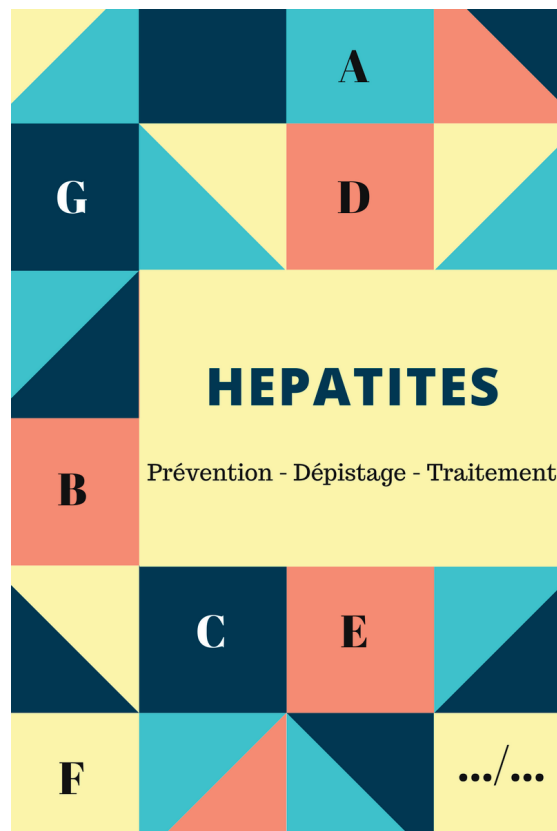 A
G
D
HEPATITES
Prévention - Dépistage - Traitement
B
C
E
F
.../...